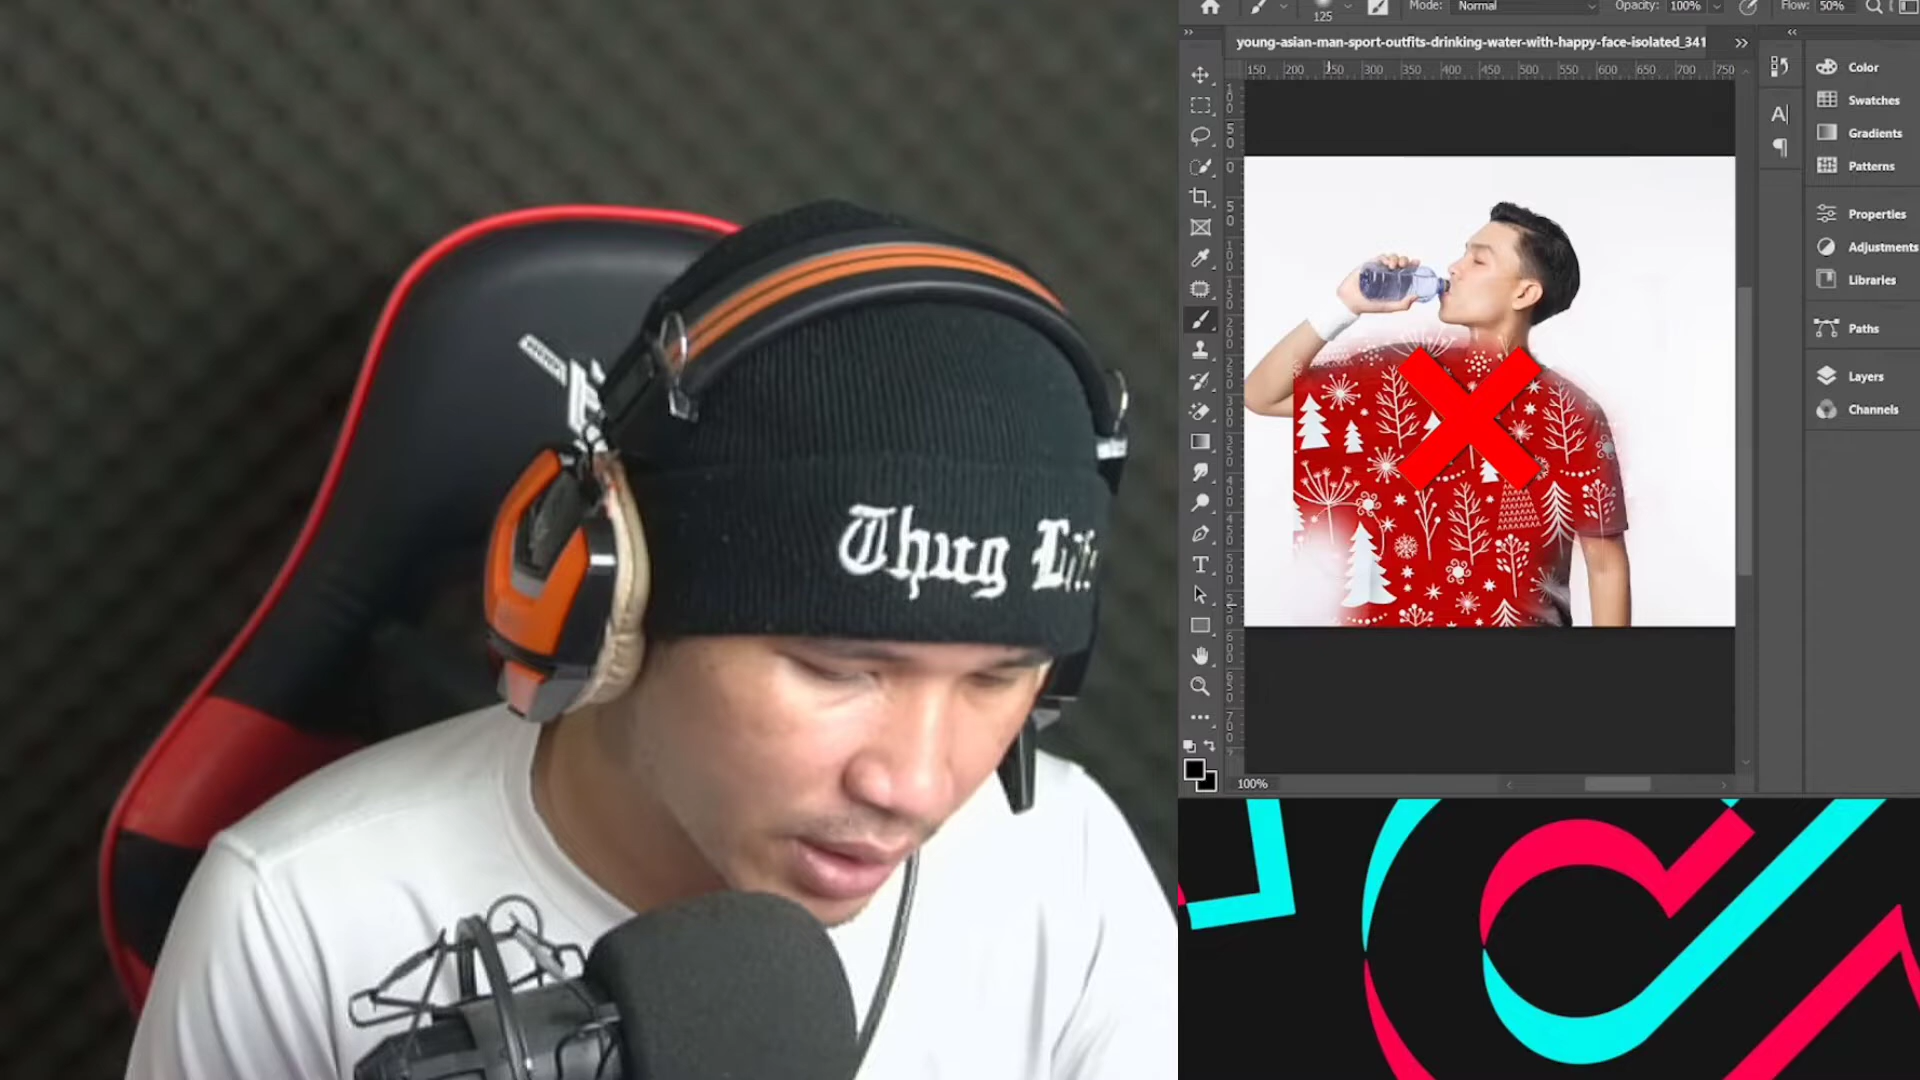 125
Mode: Normal
Opacity: 100%
Flow: 50%
young-asian-man-sport-outfits-drinking-water-with-happy-face-isolated_341
150 200 250 300 350 400 450 500 550 600 650 700 750
Color
Swatches
Gradients
Patterns
Properties
Adjustments
Libraries
Paths
Layers
Channels
Thug Life
100%